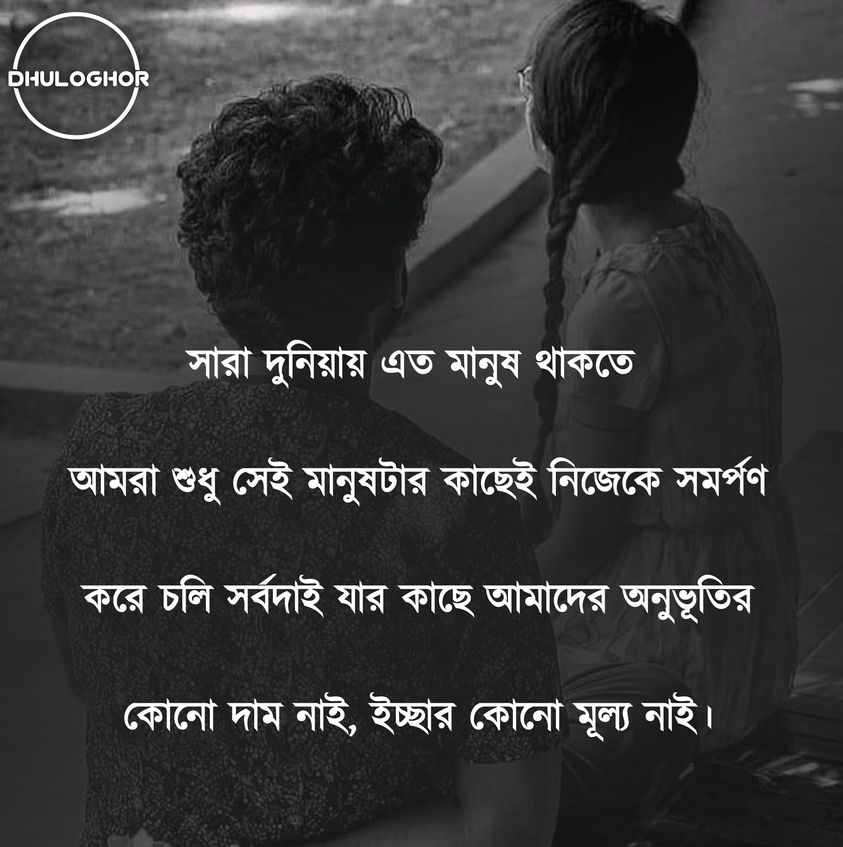 DHULOGHOR
সারা দুনিয়ায় এত মানুষ থাকতে
আমরা শুধু সেই মানুষটার কাছেই নিজেকে সমর্পণ
করে চলি সর্বদাই যার কাছে আমাদের অনুভূতির
কোনো দাম নাই, ইচ্ছার কোনো মূল্য নাই।